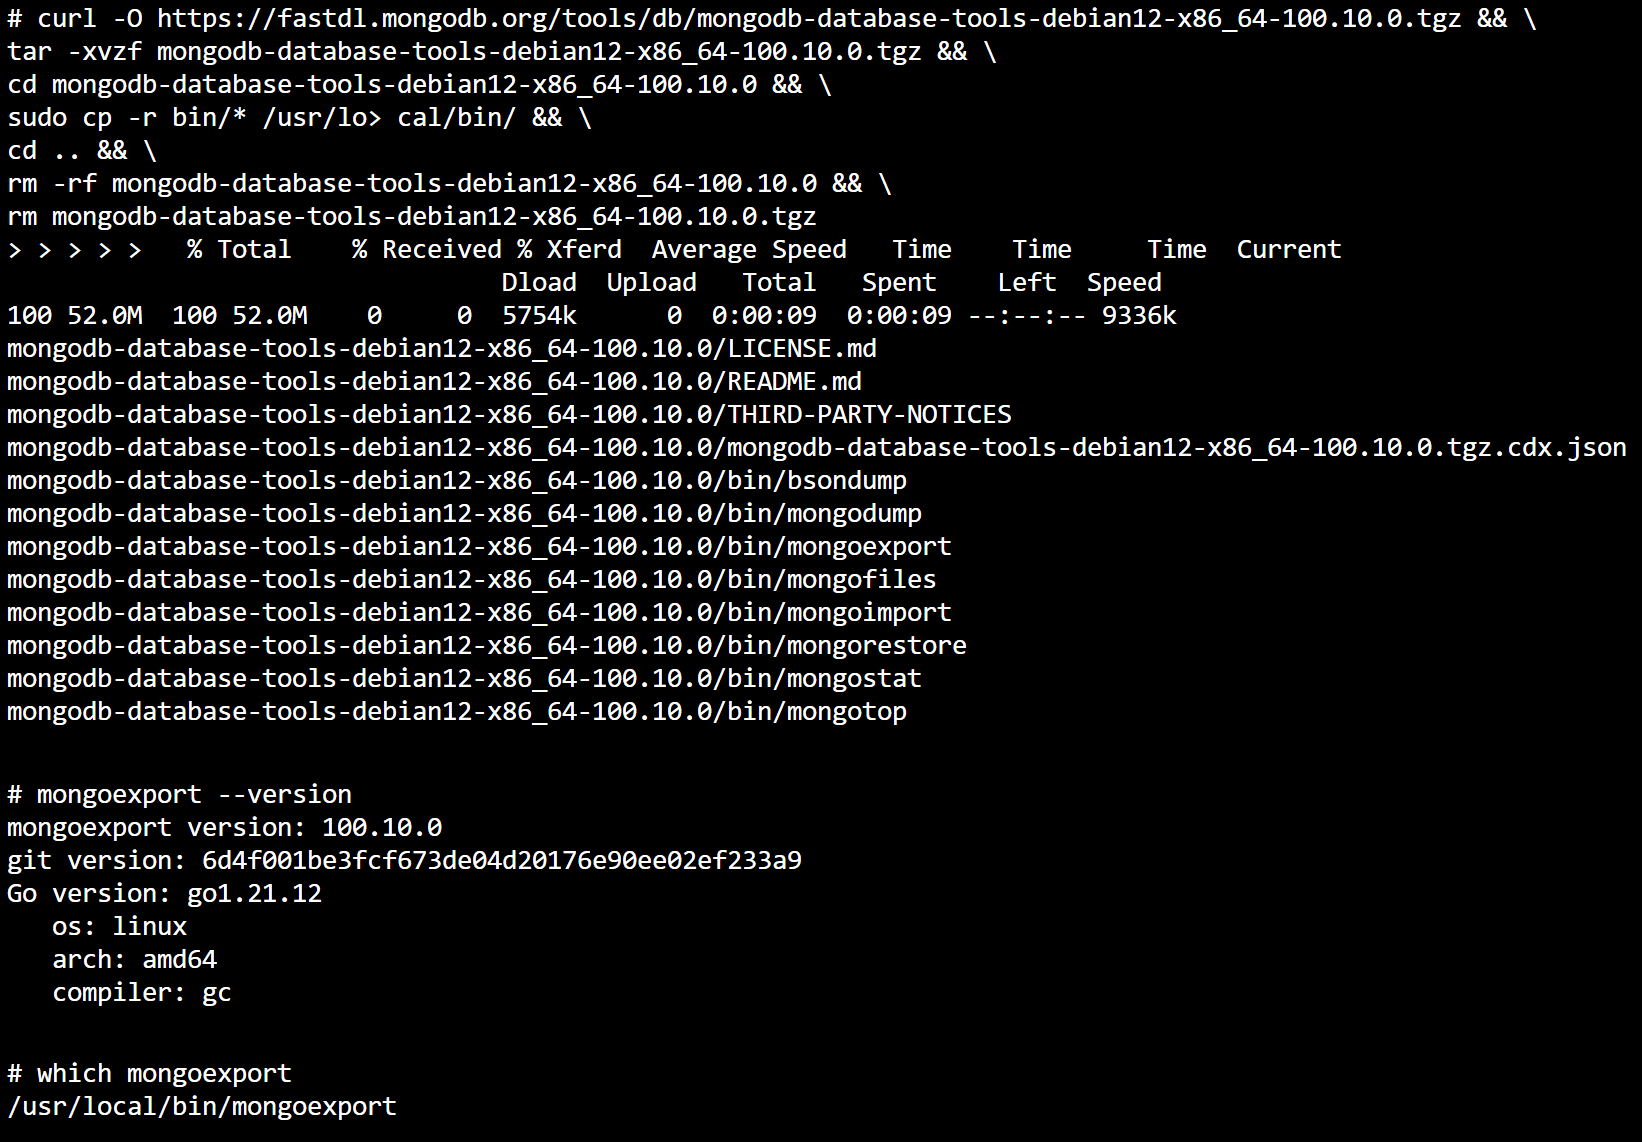 # curl -O https://fastdl.mongodb.org/tools/db/mongodb-database-tools-debian12-x86_64-100.10.0.tgz && \
tar -xvzf mongodb-database-tools-debian12-x86_64-100.10.0.tgz && \
cd mongodb-database-tools-debian12-x86_64-100.10.0 && \
sudo cp -r bin/* /usr/lo> cal/bin/ && \
cd .. && \
rm -rf mongodb-database-tools-debian12-x86_64-100.10.0 && \
rm mongodb-database-tools-debian12-x86_64-100.10.0.tgz
> > > > >   % Total    % Received % Xferd  Average Speed   Time    Time     Time  Current
                                 Dload  Upload   Total   Spent    Left  Speed
100 52.0M  100 52.0M    0     0  5754k      0  0:00:09  0:00:09 --:--:-- 9336k
mongodb-database-tools-debian12-x86_64-100.10.0/LICENSE.md
mongodb-database-tools-debian12-x86_64-100.10.0/README.md
mongodb-database-tools-debian12-x86_64-100.10.0/THIRD-PARTY-NOTICES
mongodb-database-tools-debian12-x86_64-100.10.0/mongodb-database-tools-debian12-x86_64-100.10.0.tgz.cdx.json
mongodb-database-tools-debian12-x86_64-100.10.0/bin/bsondump
mongodb-database-tools-debian12-x86_64-100.10.0/bin/mongodump
mongodb-database-tools-debian12-x86_64-100.10.0/bin/mongoexport
mongodb-database-tools-debian12-x86_64-100.10.0/bin/mongofiles
mongodb-database-tools-debian12-x86_64-100.10.0/bin/mongoimport
mongodb-database-tools-debian12-x86_64-100.10.0/bin/mongorestore
mongodb-database-tools-debian12-x86_64-100.10.0/bin/mongostat
mongodb-database-tools-debian12-x86_64-100.10.0/bin/mongotop
# mongoexport --version
mongoexport version: 100.10.0
git version: 6d4f001be3fcf673de04d20176e90ee02ef233a9
Go version: go1.21.12
   os: linux
   arch: amd64
   compiler: gc
# which mongoexport
/usr/local/bin/mongoexport